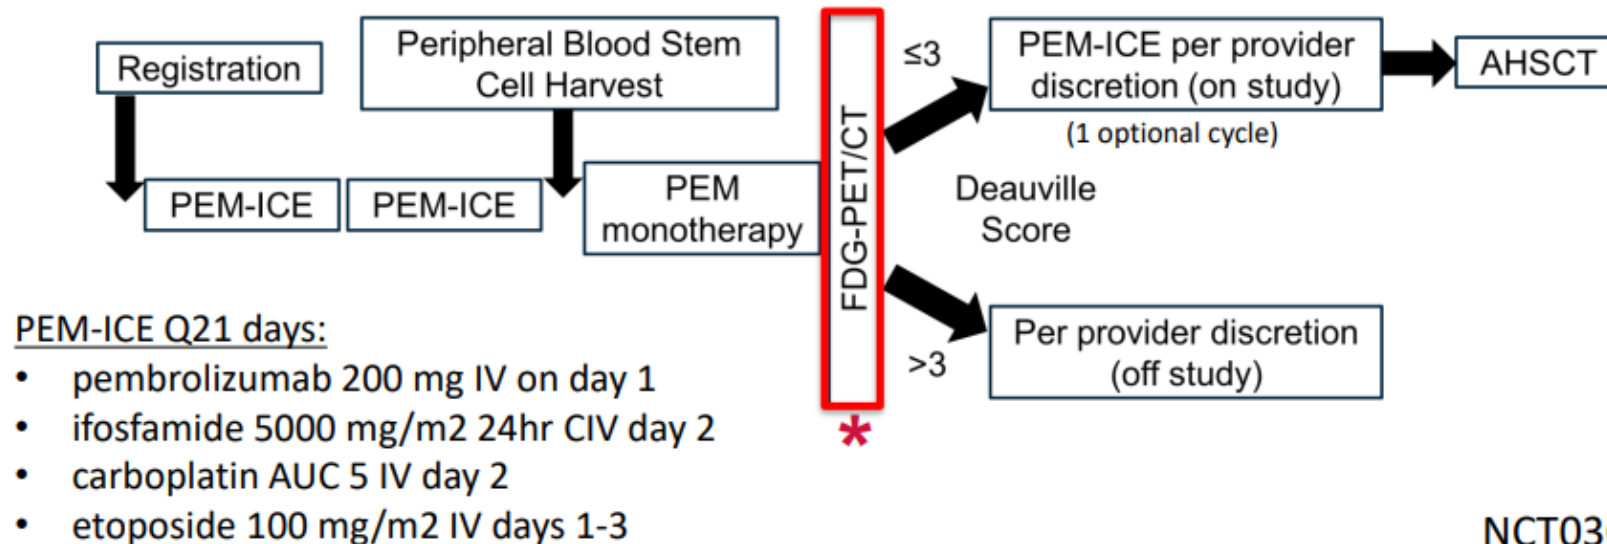 Registration
Peripheral Blood Stem
Cell Harvest
PEM-ICE
PEM-ICE
PEM
monotherapy
FDG-PET/CT
*
≤3
Deauville
Score
>3
PEM-ICE per provider
discretion (on study)
(1 optional cycle)
AHSCT
Per provider discretion
(off study)
PEM-ICE Q21 days:
• pembrolizumab 200 mg IV on day 1
• ifosfamide 5000 mg/m2 24hr CIV day 2
• carboplatin AUC 5 IV day 2
• etoposide 100 mg/m2 IV days 1-3